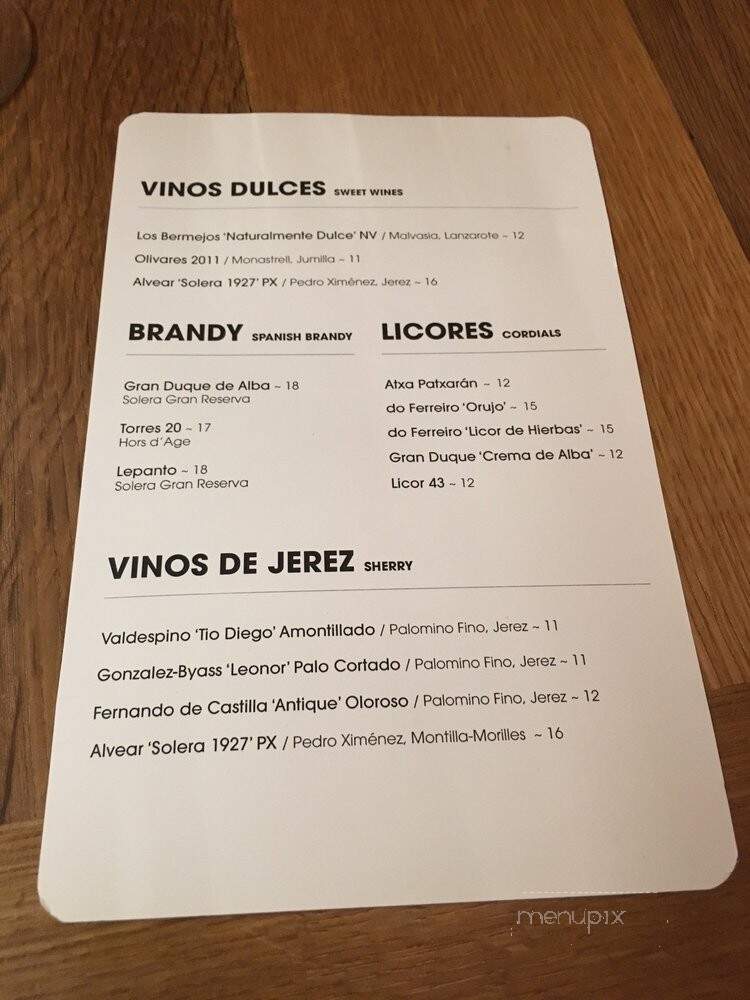 VINOS DULCES SWEET WINES
Los Bermejos 'Naturalmente Dulce' NV / Malvasia, Lanzarote ~ 12
Olivares 2011 / Monastrell, Jumilla ~ 11
Alvear 'Solera 1927' PX / Pedro Ximénez, Jerez ~ 16
BRANDY SPANISH BRANDY
Gran Duque de Alba ~ 18
Solera Gran Reserva
Torres 20 ~ 17
Hors d´Age
Lepanto ~ 18
Solera Gran Reserva
LICORES CORDIALS
Atxa Patxarán ~ 12
do Ferreiro 'Orujo' ~ 15
do Ferreiro 'Licor de Hierbas' ~ 15
Gran Duque 'Crema de Alba' ~ 12
Licor 43 ~ 12
VINOS DE JEREZ SHERRY
Valdespino 'Tio Diego' Amontillado / Palomino Fino, Jerez ~ 11
Gonzalez-Byass 'Leonor' Palo Cortado / Palomino Fino, Jerez ~ 11
Fernando de Castilla 'Antique' Oloroso / Palomino Fino, Jerez ~ 12
Alvear 'Solera 1927' PX / Pedro Ximénez, Montilla-Morilles ~ 16
menupix